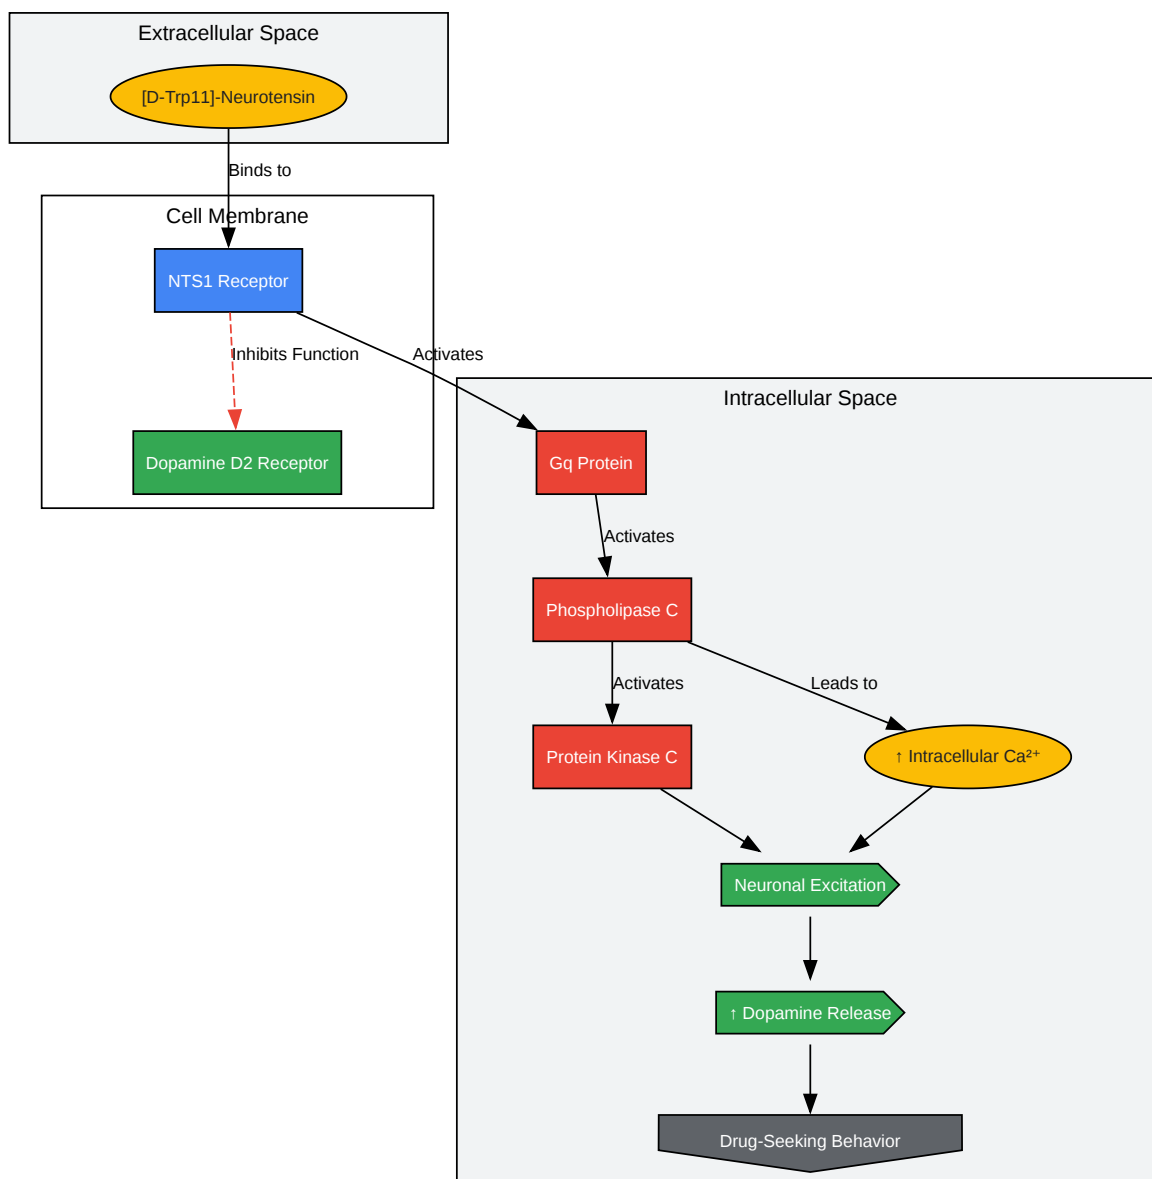 Extracellular Space
[D-Trp11]-Neurotensin
Binds to
Cell Membrane
NTS1 Receptor
Inhibits Function
Activates
Dopamine D2 Receptor
Intracellular Space
Gq Protein
Activates
Phospholipase C
Activates
Leads to
Protein Kinase C
↑ Intracellular Ca²⁺
Neuronal Excitation
↑ Dopamine Release
Drug-Seeking Behavior